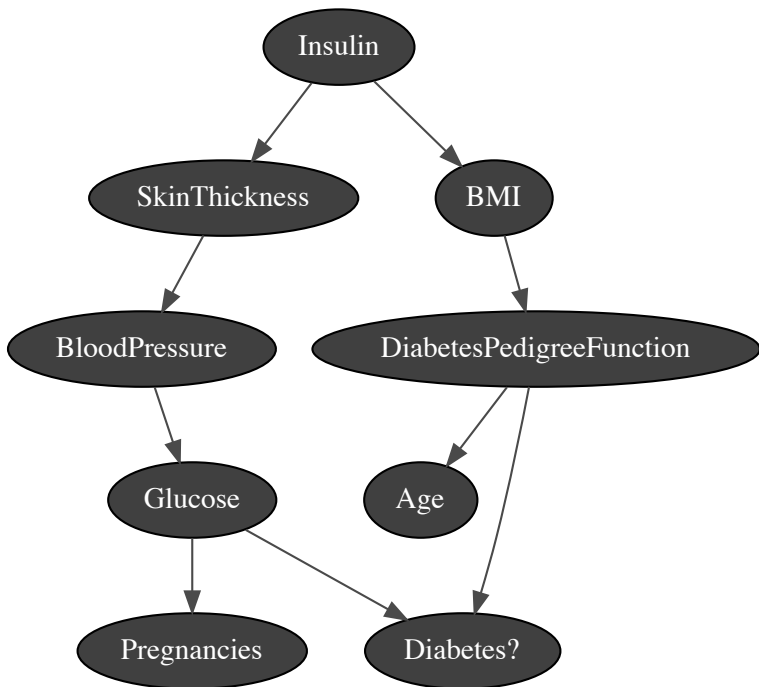 Insulin
SkinThickness
BMI
BloodPressure
DiabetesPedigreeFunction
Glucose
Age
Pregnancies
Diabetes?